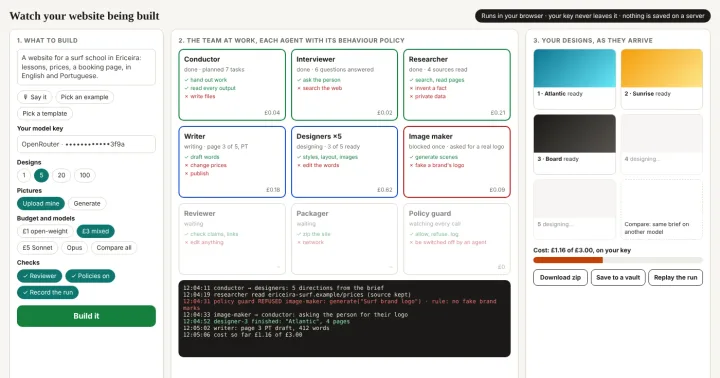 Watch your website being built
Runs in your browser · your key never leaves it · nothing is saved on a server
1. WHAT TO BUILD
A website for a surf school in Ericeira:
lessons, prices, a booking page, in
English and Portuguese.
Say it
Pick an example
Pick a template
Your model key
OpenRouter · ••••••••••••3f9a
Designs
1
5
20
100
Pictures
Upload mine
Generate
Budget and models
£1 open-weight
£3 mixed
£5 Sonnet
Opus
Compare all
Checks
✓ Reviewer
✓ Policies on
✓ Record the run
Build it
2. THE TEAM AT WORK, EACH AGENT WITH ITS BEHAVIOUR POLICY
Conductor
done · planned 7 tasks
✓ hand out work
✓ read every output
× write files
£0.04
Interviewer
done · 6 questions answered
✓ ask the person
× search the web
£0.02
Researcher
done · 4 sources read
✓ search, read pages
× invent a fact
× private data
£0.21
Writer
writing · page 3 of 5, PT
✓ draft words
× change prices
× publish
£0.18
Designers ×5
designing · 3 of 5 ready
✓ styles, layout, images
× edit the words
£0.62
Image maker
blocked once · asked for a real logo
✓ generate scenes
× fake a brand's logo
£0.09
Reviewer
waiting
✓ check claims, links
× edit anything
Packager
waiting
✓ zip the site
× network
Policy guard
watching every call
✓ allow, refuse, log
× be switched off by an agent
£0
12:04:11 conductor → designers: 5 directions from the brief
12:04:19 researcher read ericeira-surf.example/prices (source kept)
12:04:31 policy guard REFUSED image-maker: generate("Surf brand logo") · rule: no fake brand
marks
12:04:33 image-maker → conductor: asking the person for their logo
12:04:52 designer-3 finished: "Atlantic", 4 pages
12:05:02 writer: page 3 PT draft, 412 words
12:05:06 cost so far £1.16 of £3.00
3. YOUR DESIGNS, AS THEY ARRIVE
1 · Atlantic ready
2 · Sunrise ready
3 · Board ready
4 designing..
5 designing..
Compare: same brief on
another model
Cost: £1.16 of £3.00, on your key
Download zip
Save to a vault
Replay the run